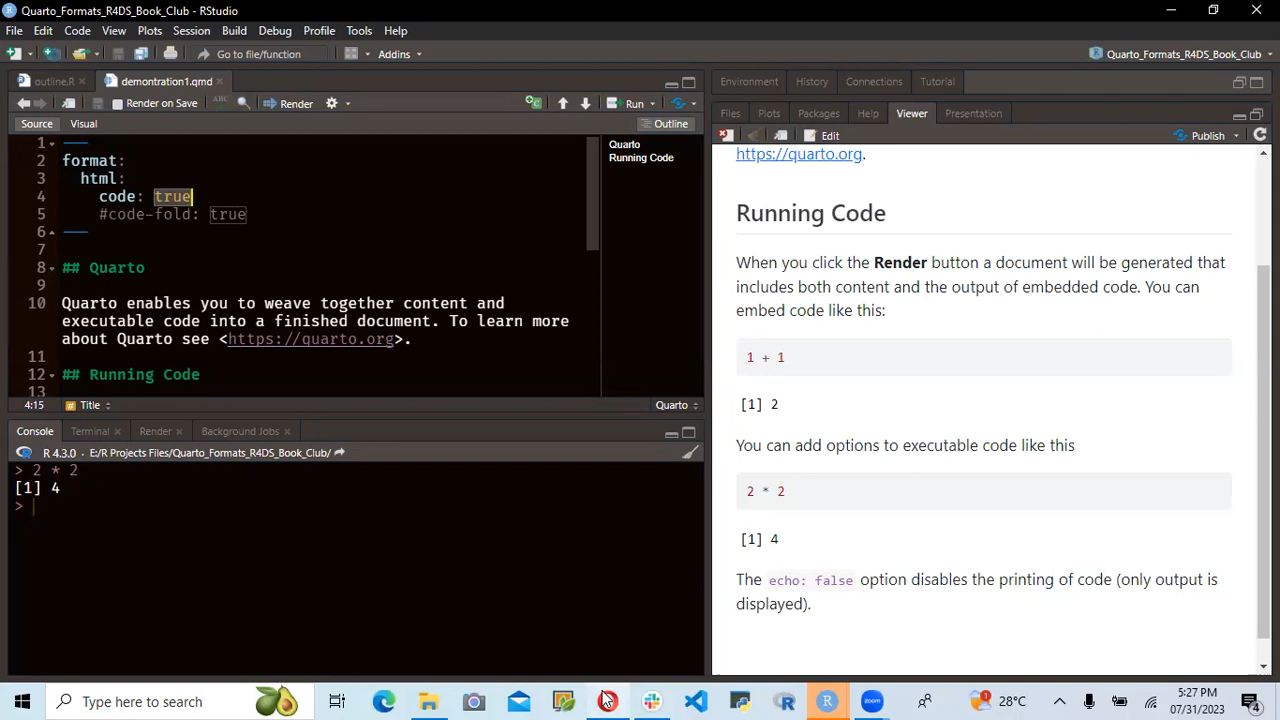 Quarto_Formats_R4DS_Book_Club - RStudio
File Edit Code View Plots Session Build Debug Profile Tools Help
Go to file/function Addins Quarto_Formats_R4DS_Book_Club
outline.R demontration1.qmd
Render on Save ABC Render Run
Source Visual Outline
1 ---
2 format:
3 html:
4 code: true
5 #code-fold: true
6 ---
7
8 ## Quarto
9
10 Quarto enables you to weave together content and
executable code into a finished document. To learn more
about Quarto see <https://quarto.org>.
11
12 ## Running Code
13
Quarto
Running Code
4:15 # Title Quarto
Console Terminal Render Background Jobs
R 4.3.0 . E:/R Projects Files/Quarto_Formats_R4DS_Book_Club/
> 2 * 2
[1] 4
>
Environment History Connections Tutorial
Files Plots Packages Help Viewer Presentation
Edit Publish
https://quarto.org.
Running Code
When you click the Render button a document will be generated that
includes both content and the output of embedded code. You can
embed code like this:
1 + 1
[1] 2
You can add options to executable code like this
2 * 2
[1] 4
The echo: false option disables the printing of code (only output is
displayed).
Type here to search
zoom
1
28°C
5:27 PM
07/31/2023
4